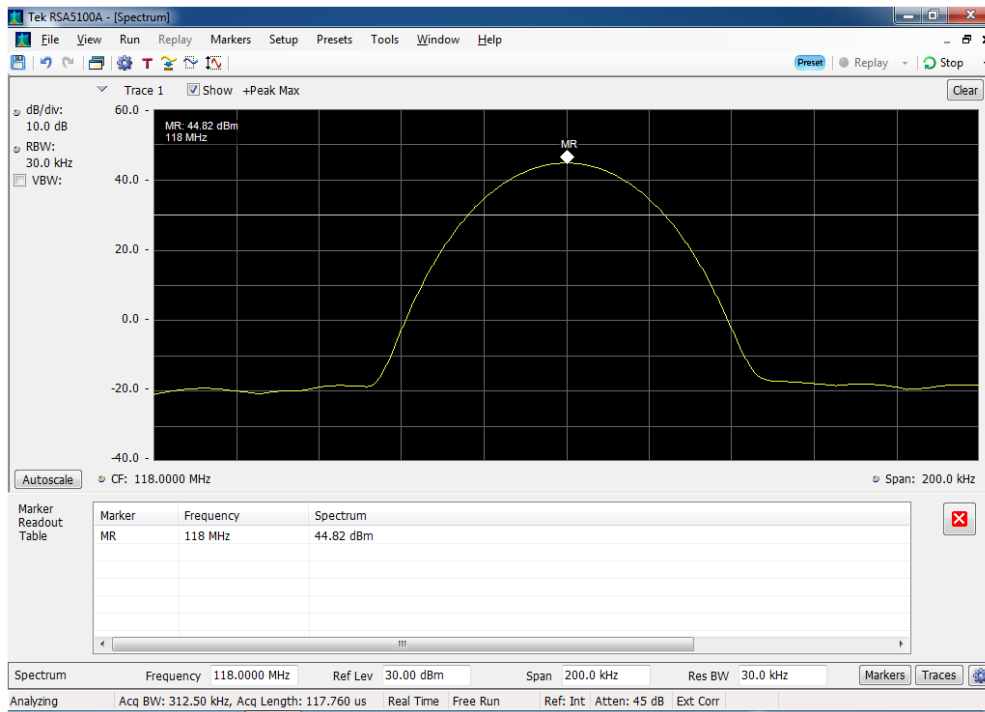 Tek RSA5100A - [Spectrum]
File View Run Replay Markers Setup Presets Tools Window Help
T Preset Replay Stop
Trace 1 Show +Peak Max Clear
dB/div:
10.0 dB
RBW:
30.0 kHz
VBW:
60.0 -
40.0 -
20.0 -
0.0 -
-20.0 -
-40.0 -
MR: 44.82 dBm
118 MHz
MR
Autoscale CF: 118.0000 MHz Span: 200.0 kHz
Marker
Readout
Table
Marker Frequency Spectrum
MR 118 MHz 44.82 dBm
Spectrum Frequency 118.0000 MHz Ref Lev 30.00 dBm Span 200.0 kHz Res BW 30.0 kHz Markers Traces
Analyzing Acq BW: 312.50 kHz, Acq Length: 117.760 us Real Time Free Run Ref: Int Atten: 45 dB Ext Corr